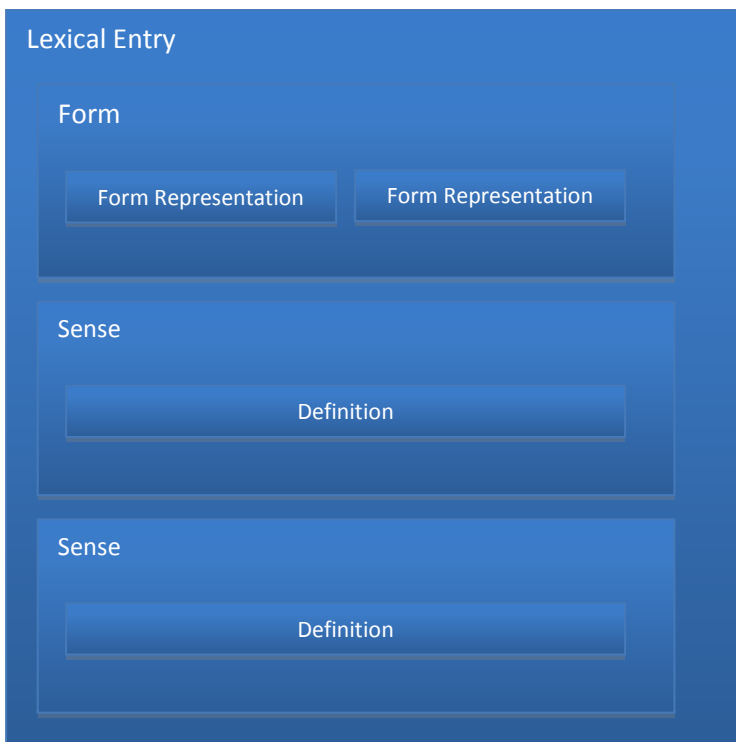 Lexical Entry
Form
Form Representation
Form Representation
Sense
Definition
Sense
Definition